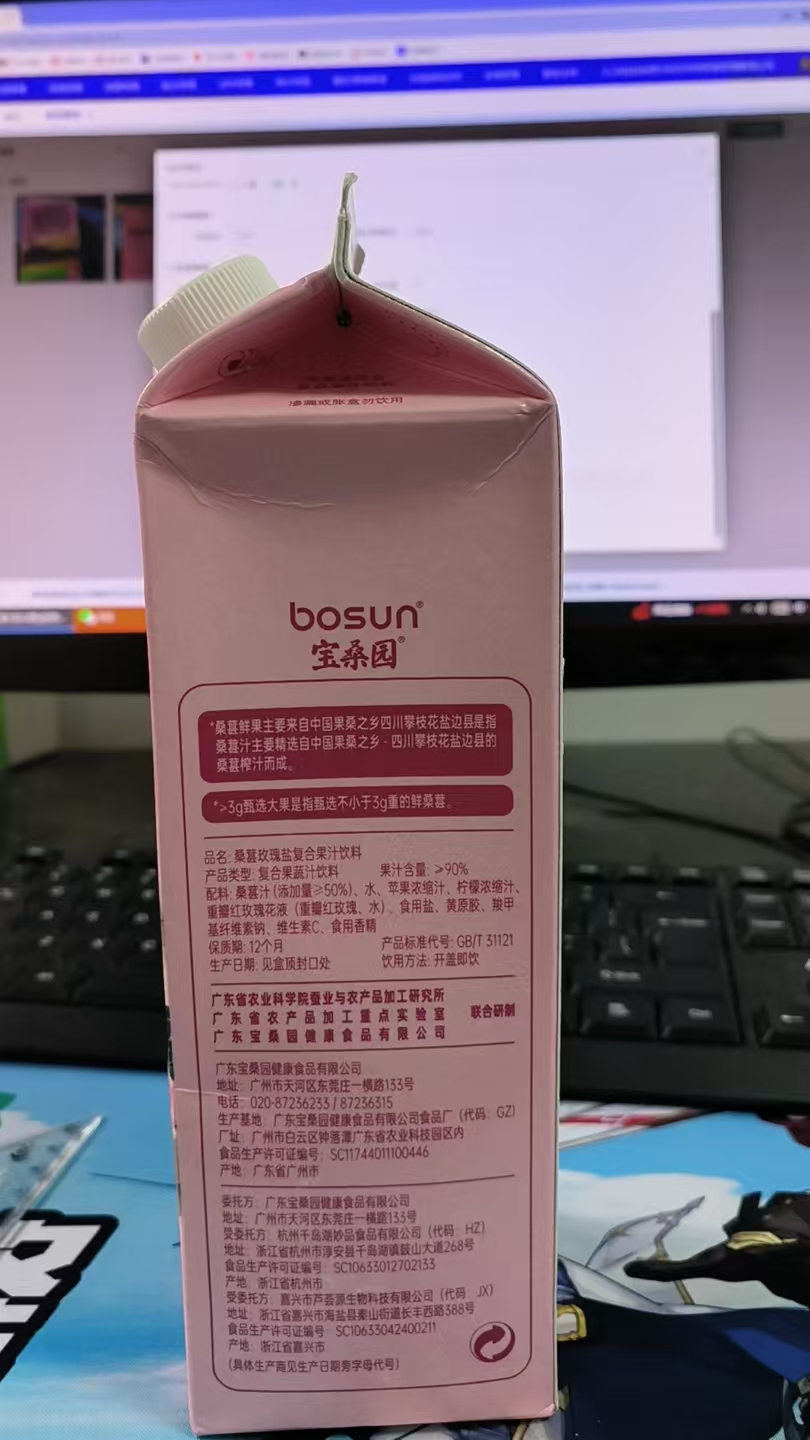 渗漏或胀盒勿饮用
bosun®
宝桑园®
*桑葚鲜果主要来自中国果桑之乡四川攀枝花盐边县是指
桑葚汁主要精选自中国果桑之乡-四川攀枝花盐边县的
桑葚榨汁而成。
*>3g甄选大果是指甄选不小于3g重的鲜桑葚。
品名: 桑葚玫瑰盐复合果汁饮料
产品类型: 复合果蔬汁饮料 果汁含量: ≥90%
配料: 桑葚汁 (添加量≥50%)、水、苹果浓缩汁、柠檬浓缩汁、
重瓣红玫瑰花液 (重瓣红玫瑰、水)、食用盐、黄原胶、羧甲
基纤维素钠、维生素C、食用香精
保质期: 12个月 产品标准代号: GB/T 31121
生产日期: 见盒顶封口处 饮用方法: 开盖即饮
广东省农业科学院蚕业与农产品加工研究所
广东省农产品加工重点实验室 联合研制
广东宝桑园健康食品有限公司
广东宝桑园健康食品有限公司
地址: 广州市天河区东莞庄一横路133号
电话: 020-87236233 / 87236315
生产基地: 广东宝桑园健康食品有限公司食品厂 (代码: GZ)
厂址: 广州市白云区钟落潭广东省农业科技园区内
食品生产许可证编号: SC11744011100446
产地: 广东省广州市
委托方: 广东宝桑园健康食品有限公司
地址: 广州市天河区东莞庄一横路133号
受委托方: 杭州千岛湖妙品食品有限公司 (代码: HZ)
地址: 浙江省杭州市淳安县千岛湖镇鼓山大道268号
食品生产许可证编号: SC10633012702133
产地: 浙江省杭州市
受委托方: 嘉兴市芦荟源生物科技有限公司 (代码: JX)
地址: 浙江省嘉兴市海盐县秦山街道长丰西路388号
食品生产许可证编号: SC10633042400211
产地: 浙江省嘉兴市
(具体生产商见生产日期旁字母代号)